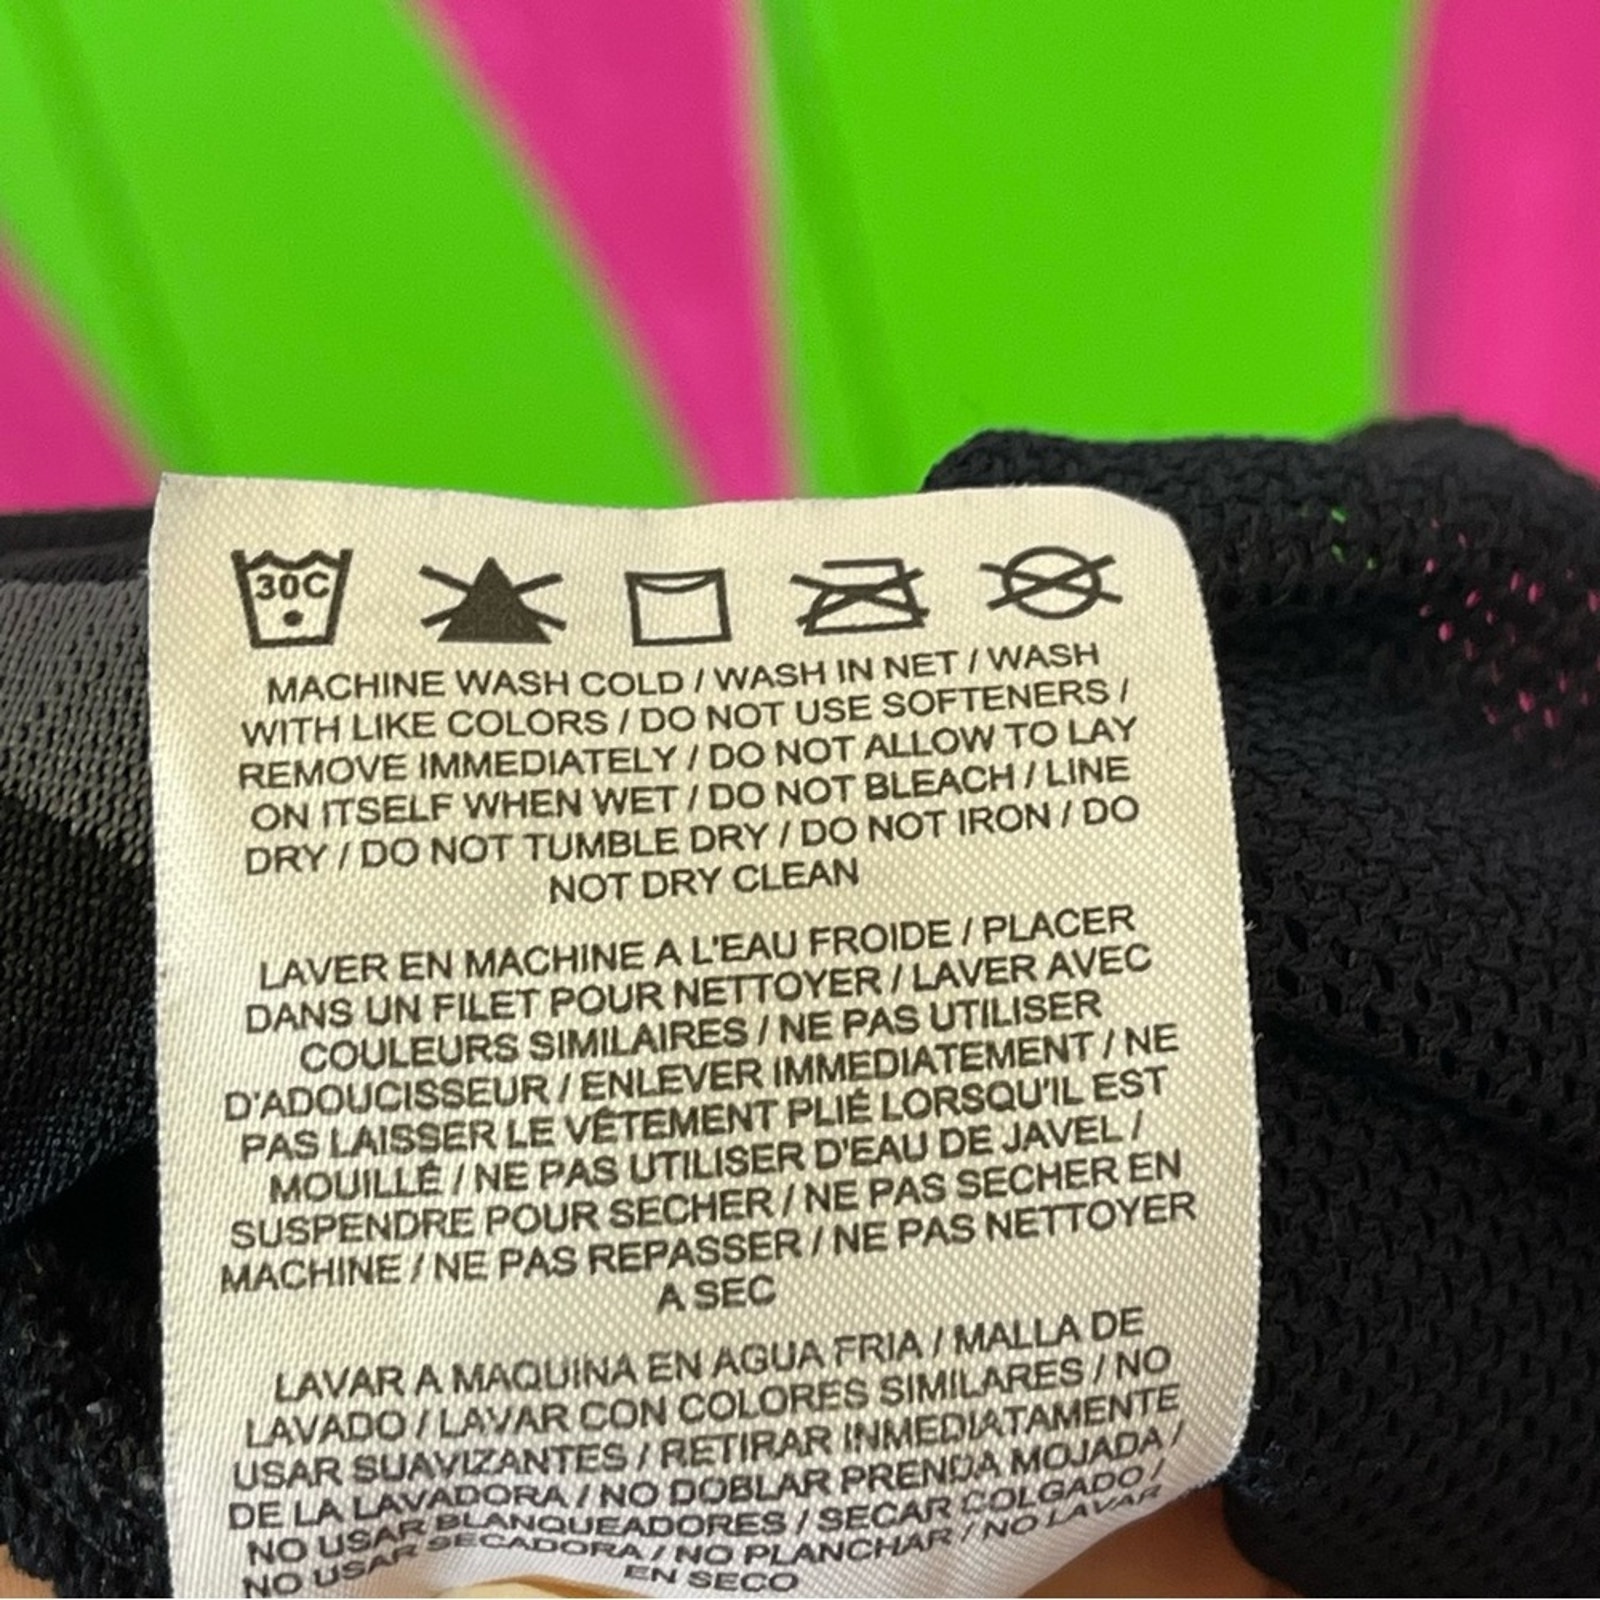 30C
MACHINE WASH COLD / WASH IN NET / WASH
WITH LIKE COLORS / DO NOT USE SOFTENERS /
REMOVE IMMEDIATELY / DO NOT ALLOW TO LAY
ON ITSELF WHEN WET / DO NOT BLEACH / LINE
DRY / DO NOT TUMBLE DRY / DO NOT IRON / DO
NOT DRY CLEAN
LAVER EN MACHINE A L'EAU FROIDE / PLACER
DANS UN FILET POUR NETTOYER / LAVER AVEC
COULEURS SIMILAIRES / NE PAS UTILISER
D'ADOUCISSEUR / ENLEVER IMMEDIATEMENT / NE
PAS LAISSER LE VÉTEMENT PLIÉ LORSQU'IL EST
MOUILLÉ / NE PAS UTILISER D'EAU DE JAVEL /
SUSPENDRE POUR SECHER / NE PAS SECHER EN
MACHINE / NE PAS REPASSER / NE PAS NETTOYER
A SEC
LAVAR A MAQUINA EN AGUA FRIA / MALLA DE
LAVADO / LAVAR CON COLORES SIMILARES / NO
USAR SUAVIZANTES / RETIRAR INMEDIATAMENTE
DE LA LAVADORA / NO DOBLAR PRENDA MOJADA /
NO USAR BLANQUEADORES / SECAR COLGADO /
NO USAR SECADORA / NO PLANCHAR / NO LAVAR
EN SECO